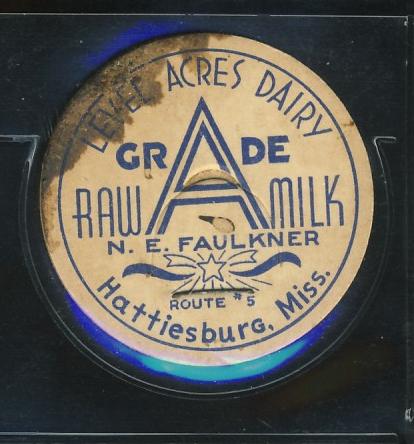 LEVEL ACRES DAIRY
GRADE
A
RAW MILK
N. E. FAULKNER
ROUTE #5
Hattiesburg, Miss.